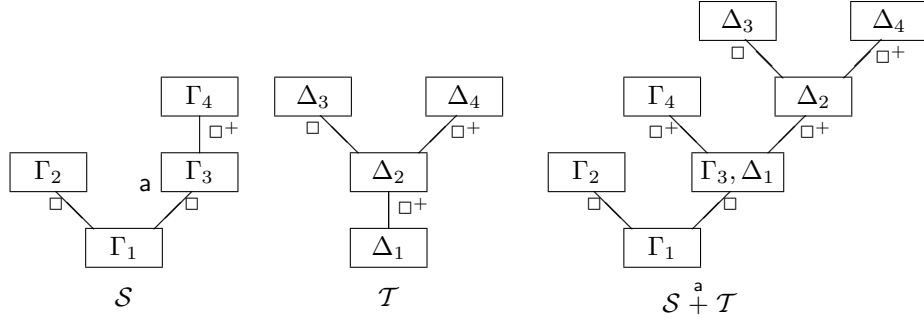 Δ₃ Δ₄
□ □⁺
Γ₄ Δ₃ Δ₄ Γ₄ Δ₂
□⁺ □ □⁺ □⁺ □⁺
Γ₂ a Γ₃ Δ₂ Γ₂ Γ₃, Δ₁
□ □ □⁺ □ □
Γ₁ Δ₁ Γ₁
𝒮 𝒯 𝒮 +ᵃ 𝒯